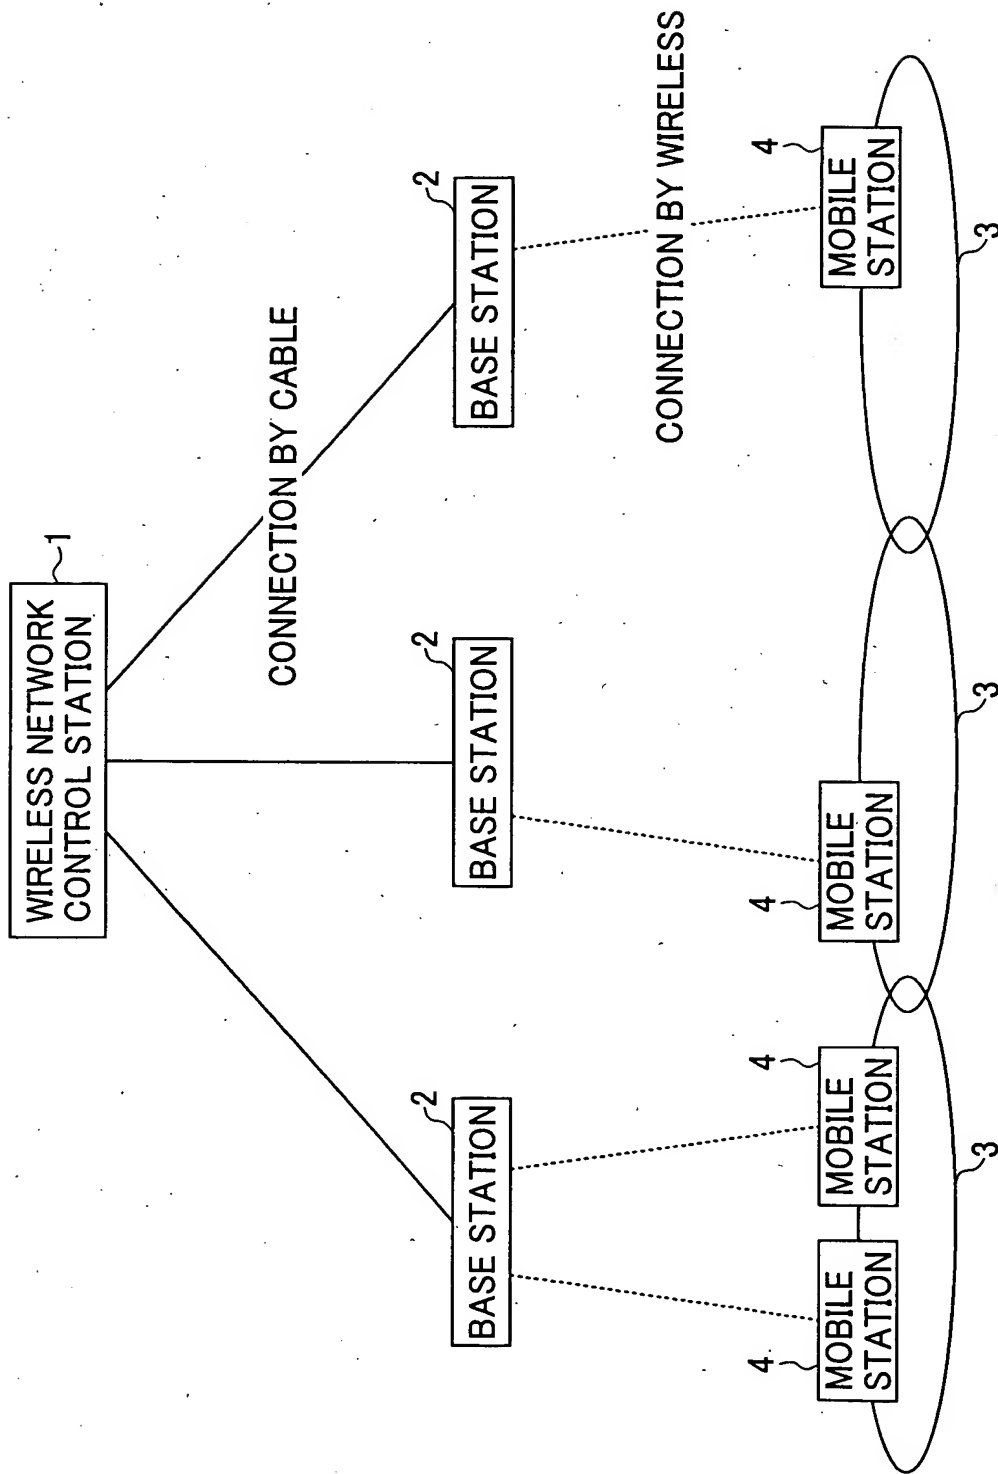 WIRELESS NETWORK
CONTROL STATION
1
CONNECTION BY CABLE
2
BASE STATION
2
BASE STATION
2
BASE STATION
CONNECTION BY WIRELESS
4
MOBILE
STATION
4
MOBILE
STATION
4
MOBILE
STATION
4
MOBILE
STATION
3
3
3